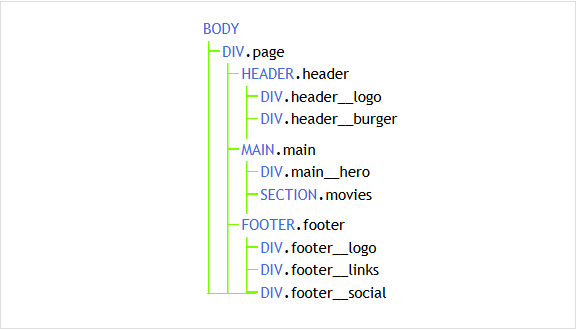 BODY
DIV.page
HEADER.header
DIV.header__logo
DIV.header__burger
MAIN.main
DIV.main__hero
SECTION.movies
FOOTER.footer
DIV.footer__logo
DIV.footer__links
DIV.footer__social